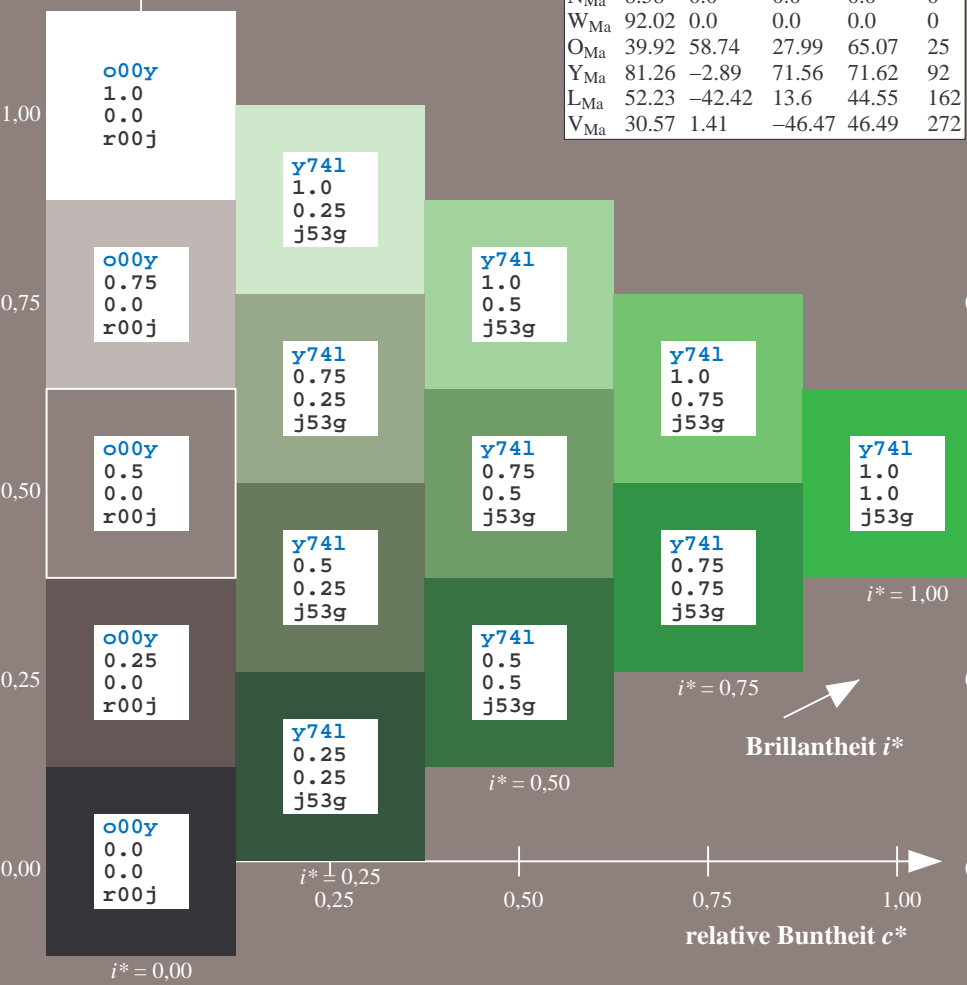 W Ma 92.02 0.0 0.0 0.0 0
O Ma 39.92 58.74 27.99 65.07 25
Y Ma 81.26 −2.89 71.56 71.62 92
L Ma 52.23 −42.42 13.6 44.55 162
V Ma 30.57 1.41 −46.47 46.49 272
1,00
o00y
1.0
0.0
r00j
y74l
1.0
0.25
j53g
0,75
o00y
0.75
0.0
r00j
y74l
1.0
0.5
j53g
y74l
0.75
0.25
j53g
y74l
1.0
0.75
j53g
0,50
o00y
0.5
0.0
r00j
y74l
0.75
0.5
j53g
y74l
1.0
1.0
j53g
y74l
0.5
0.25
j53g
y74l
0.75
0.75
j53g
i* = 1,00
0,25
o00y
0.25
0.0
r00j
y74l
0.5
0.5
j53g
i* = 0,75
y74l
0.25
0.25
j53g
Brillantheit i*
i* = 0,50
0,00
o00y
0.0
0.0
r00j
i* = 0,25
0,25 0,50 0,75 1,00
relative Buntheit c*
i* = 0,00